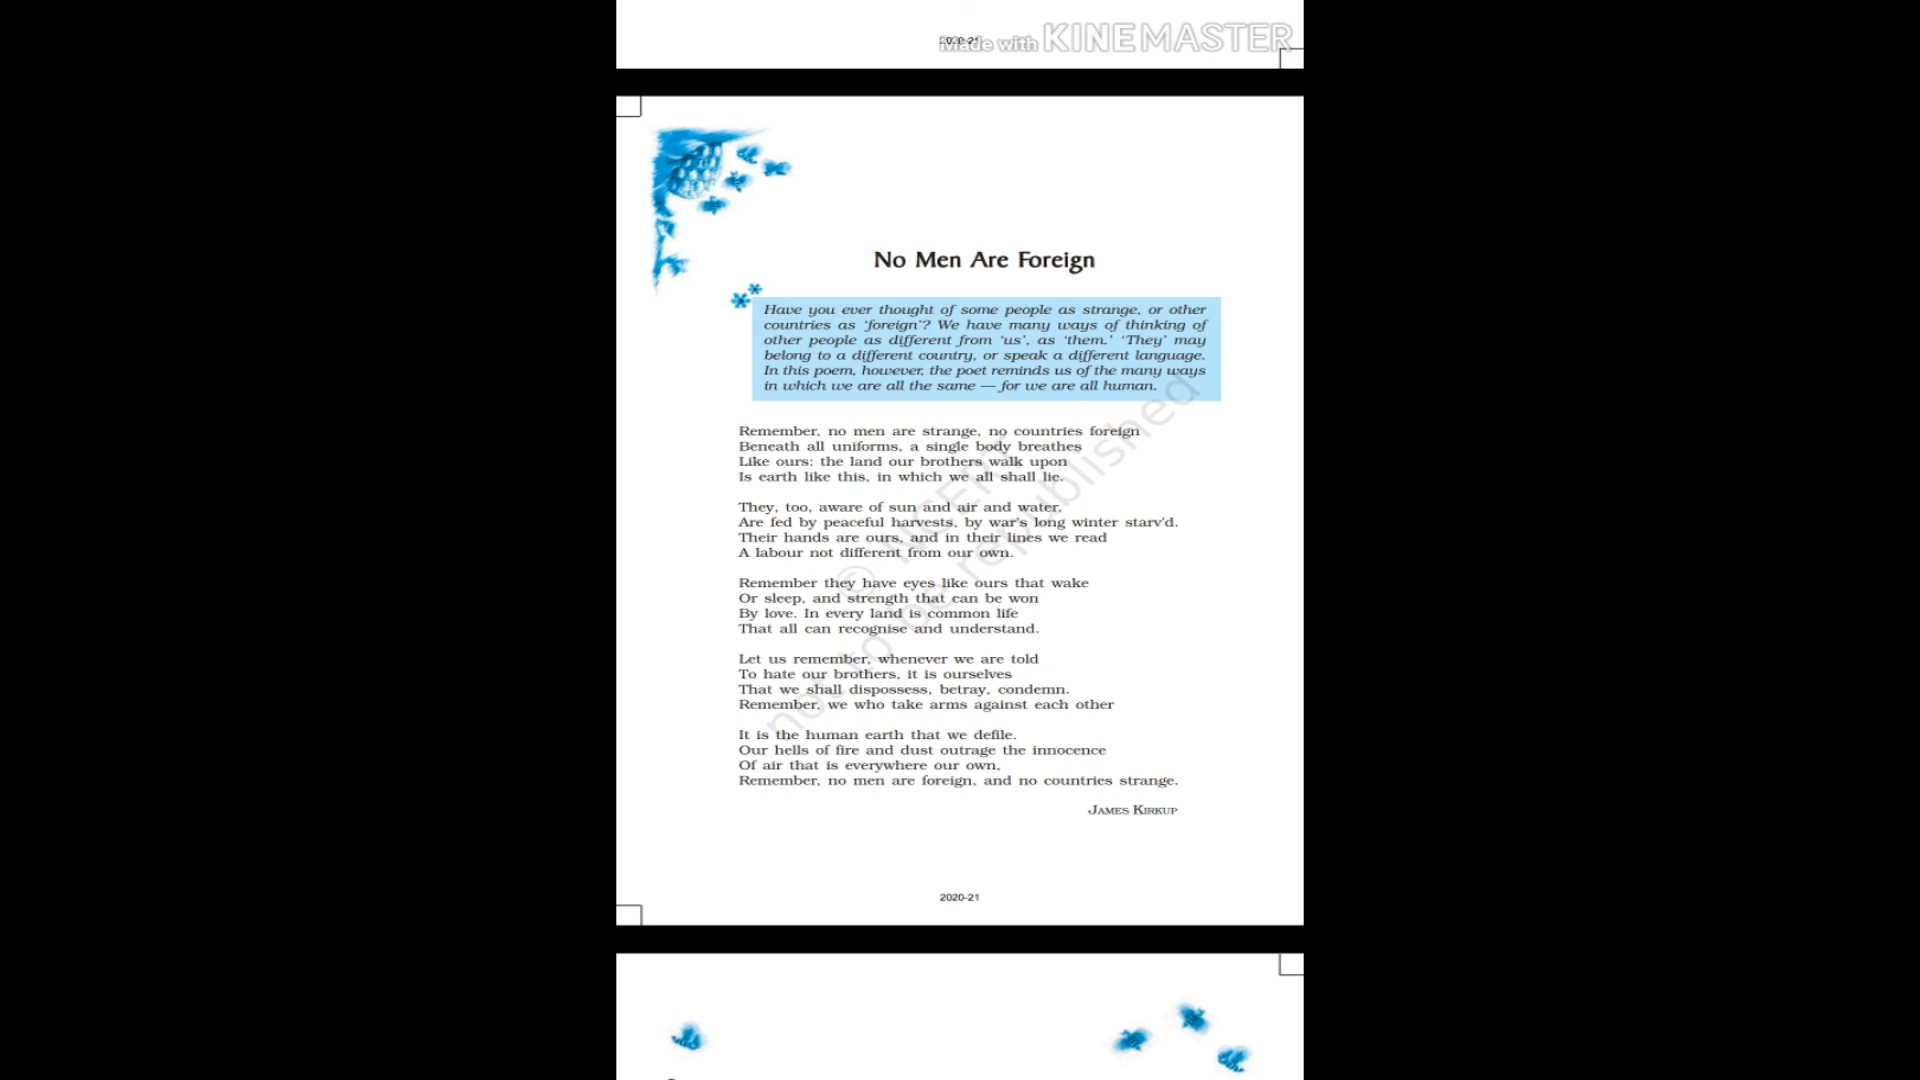 2020-21
Made with KINEMASTER
No Men Are Foreign
Have you ever thought of some people as strange, or other
countries as ‘foreign’? We have many ways of thinking of
other people as different from ‘us’, as ‘them.’ ‘They’ may
belong to a different country, or speak a different language.
In this poem, however, the poet reminds us of the many ways
in which we are all the same — for we are all human.
Remember, no men are strange, no countries foreign
Beneath all uniforms, a single body breathes
Like ours: the land our brothers walk upon
Is earth like this, in which we all shall lie.
They, too, aware of sun and air and water,
Are fed by peaceful harvests, by war’s long winter starv’d.
Their hands are ours, and in their lines we read
A labour not different from our own.
Remember they have eyes like ours that wake
Or sleep, and strength that can be won
By love. In every land is common life
That all can recognise and understand.
Let us remember, whenever we are told
To hate our brothers, it is ourselves
That we shall dispossess, betray, condemn.
Remember, we who take arms against each other
It is the human earth that we defile.
Our hells of fire and dust outrage the innocence
Of air that is everywhere our own,
Remember, no men are foreign, and no countries strange.
JAMES KIRKUP
© NCERT
not to be republished
2020-21